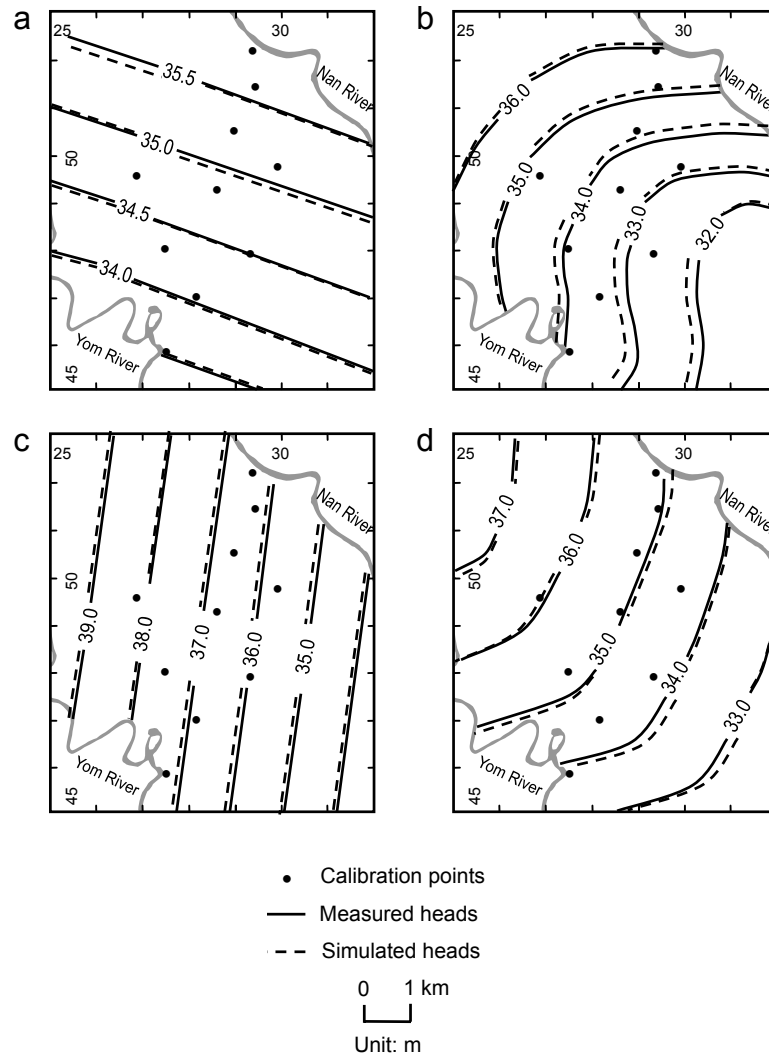 a
25
30
Nan River
35.5
50
35.0
34.5
34.0
Yom River
45
b
25
30
Nan River
36.0
50
35.0
34.0
33.0
32.0
Yom River
45
c
25
30
Nan River
50
39.0
38.0
37.0
36.0
35.0
Yom River
45
d
25
30
Nan River
37.0
36.0
50
35.0
34.0
33.0
Yom River
45
Calibration points
Measured heads
Simulated heads
0 1 km
Unit: m